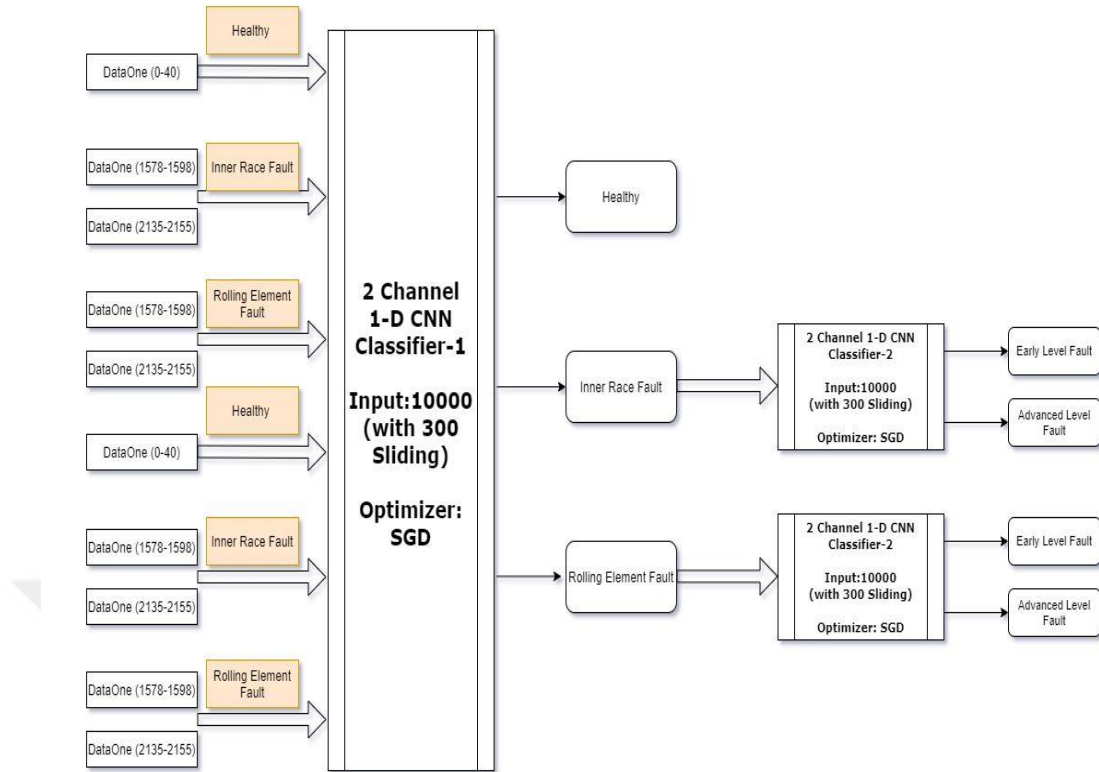 Healthy
DataOne (0-40)
DataOne (1578-1598)
Inner Race Fault
DataOne (2135-2155)
DataOne (1578-1598)
Rolling Element
Fault
DataOne (2135-2155)
Healthy
DataOne (0-40)
DataOne (1578-1598)
Inner Race Fault
DataOne (2135-2155)
DataOne (1578-1598)
Rolling Element
Fault
DataOne (2135-2155)
2 Channel
1-D CNN
Classifier-1
Input:10000
(with 300
Sliding)
Optimizer:
SGD
Healthy
Inner Race Fault
Rolling Element Fault
2 Channel 1-D CNN
Classifier-2
Input:10000
(with 300 Sliding)
Optimizer: SGD
Early Level Fault
Advanced Level
Fault
2 Channel 1-D CNN
Classifier-2
Input:10000
(with 300 Sliding)
Optimizer: SGD
Early Level Fault
Advanced Level
Fault